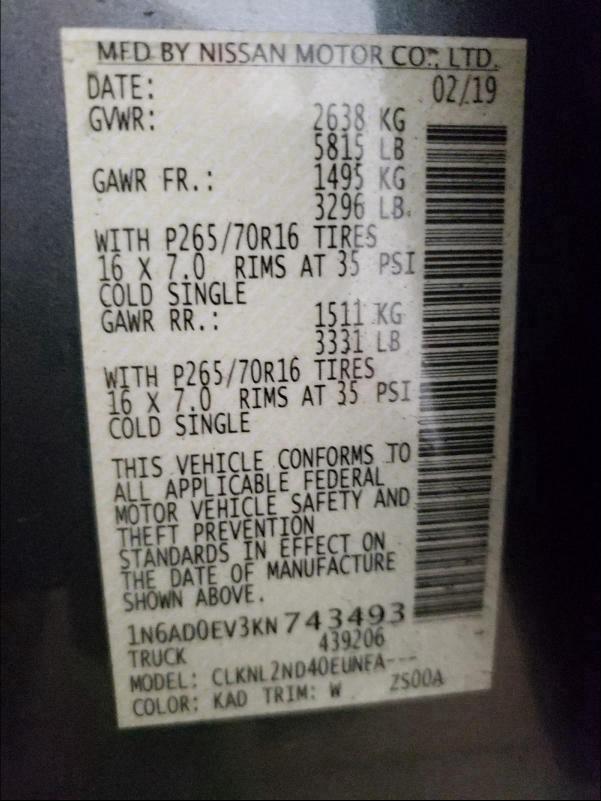 MFD BY NISSAN MOTOR CO., LTD.
DATE: 02/19
GVWR: 2638 KG
5815 LB
GAWR FR.: 1495 KG
3296 LB.
WITH P265/70R16 TIRES
16 X 7.0 RIMS AT 35 PSI
COLD SINGLE
GAWR RR.: 1511 KG
3331 LB
WITH P265/70R16 TIRES
16 X 7.0 RIMS AT 35 PSI
COLD SINGLE
THIS VEHICLE CONFORMS TO
ALL APPLICABLE FEDERAL
MOTOR VEHICLE SAFETY AND
THEFT PREVENTION
STANDARDS IN EFFECT ON
THE DATE OF MANUFACTURE
SHOWN ABOVE.
1N6AD0EV3KN743493
TRUCK 439206
MODEL: CLKNL2ND40EUNFA---
COLOR: KAD TRIM: W ZS00A